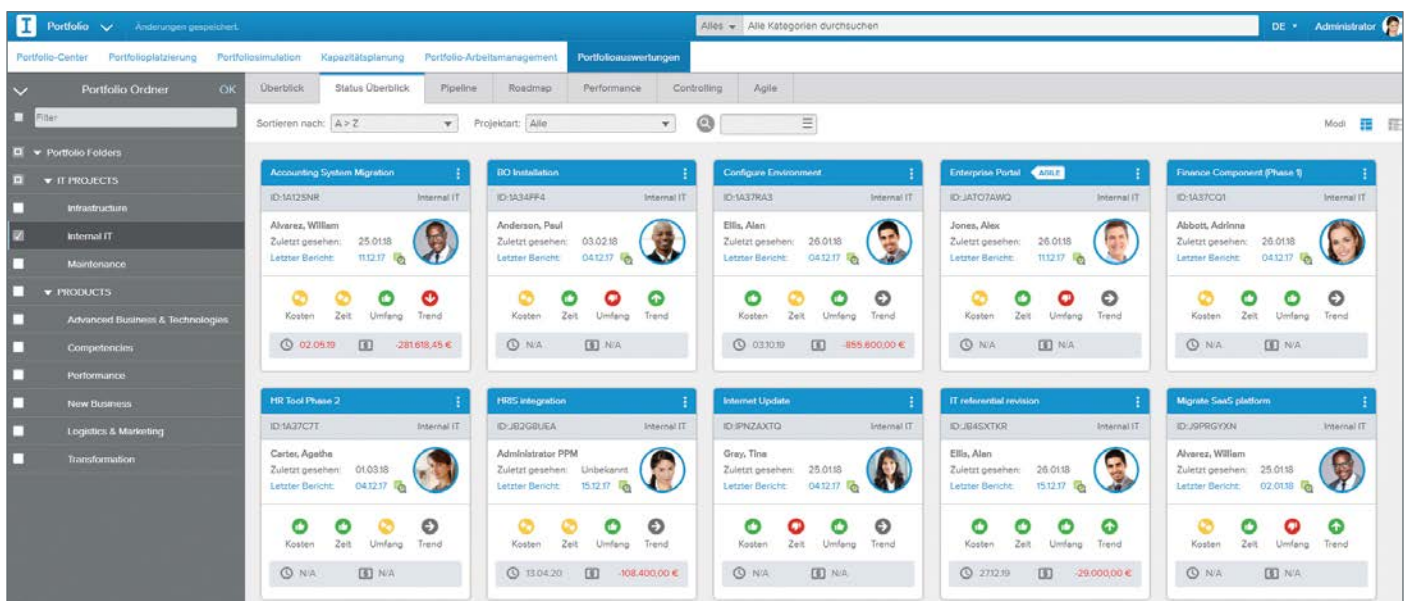 Portfolio Änderungen gespeichert. Alles Alle Kategorien durchsuchen DE Administrator
Portfolio-Center Portfolioplatzierung Portfoliosimulation Kapazitätsplanung Portfolio-Arbeitsmanagement Portfolioauswertungen
Portfolio Ordner OK
Filter
Portfolio Folders
IT PROJECTS
Infrastructure
Internal IT
Maintenance
PRODUCTS
Advanced Business & Technologies
Competencies
Performance
New Business
Logistics & Marketing
Transformation
Überblick Status Überblick Pipeline Roadmap Performance Controlling Agile
Sortieren nach: A > Z Projektart: Alle Modi
Accounting System Migration
ID:1A12SNR Internal IT
Alvarez, William
Zuletzt gesehen: 25.01.18
Letzter Bericht: 11.12.17
Kosten Zeit Umfang Trend
02.05.19 -281.618,45 €
BO Installation
ID:1A34FF4 Internal IT
Anderson, Paul
Zuletzt gesehen: 03.02.18
Letzter Bericht: 04.12.17
Kosten Zeit Umfang Trend
N/A N/A
Configure Environment
ID:1A37RA3 Internal IT
Ellis, Alan
Zuletzt gesehen: 26.01.18
Letzter Bericht: 04.12.17
Kosten Zeit Umfang Trend
03.10.19 -855.600,00 €
Enterprise Portal AGILE
ID:JATO7AWQ Internal IT
Jones, Alex
Zuletzt gesehen: 26.01.18
Letzter Bericht: 11.12.17
Kosten Zeit Umfang Trend
N/A N/A
Finance Component (Phase 1)
ID:1A37CQ1 Internal IT
Abbott, Adrinna
Zuletzt gesehen: 26.01.18
Letzter Bericht: 04.12.17
Kosten Zeit Umfang Trend
N/A N/A
HR Tool Phase 2
ID:1A37C7T Internal IT
Carter, Agatha
Zuletzt gesehen: 01.03.18
Letzter Bericht: 04.12.17
Kosten Zeit Umfang Trend
N/A N/A
HRIS integration
ID:JB2GBUEA Internal IT
Administrator PPM
Zuletzt gesehen: Unbekannt
Letzter Bericht: 15.12.17
Kosten Zeit Umfang Trend
13.04.20 -108.400,00 €
Internet Update
ID:IPNZAXTQ Internal IT
Gray, Tina
Zuletzt gesehen: 25.01.18
Letzter Bericht: 04.12.17
Kosten Zeit Umfang Trend
N/A N/A
IT referential revision
ID:JB4SXTKR Internal IT
Ellis, Alan
Zuletzt gesehen: 26.01.18
Letzter Bericht: 15.12.17
Kosten Zeit Umfang Trend
27.12.19 -29.000,00 €
Migrate SaaS platform
ID:J9PRGYXN Internal IT
Alvarez, William
Zuletzt gesehen: 25.01.18
Letzter Bericht: 02.01.18
Kosten Zeit Umfang Trend
N/A N/A